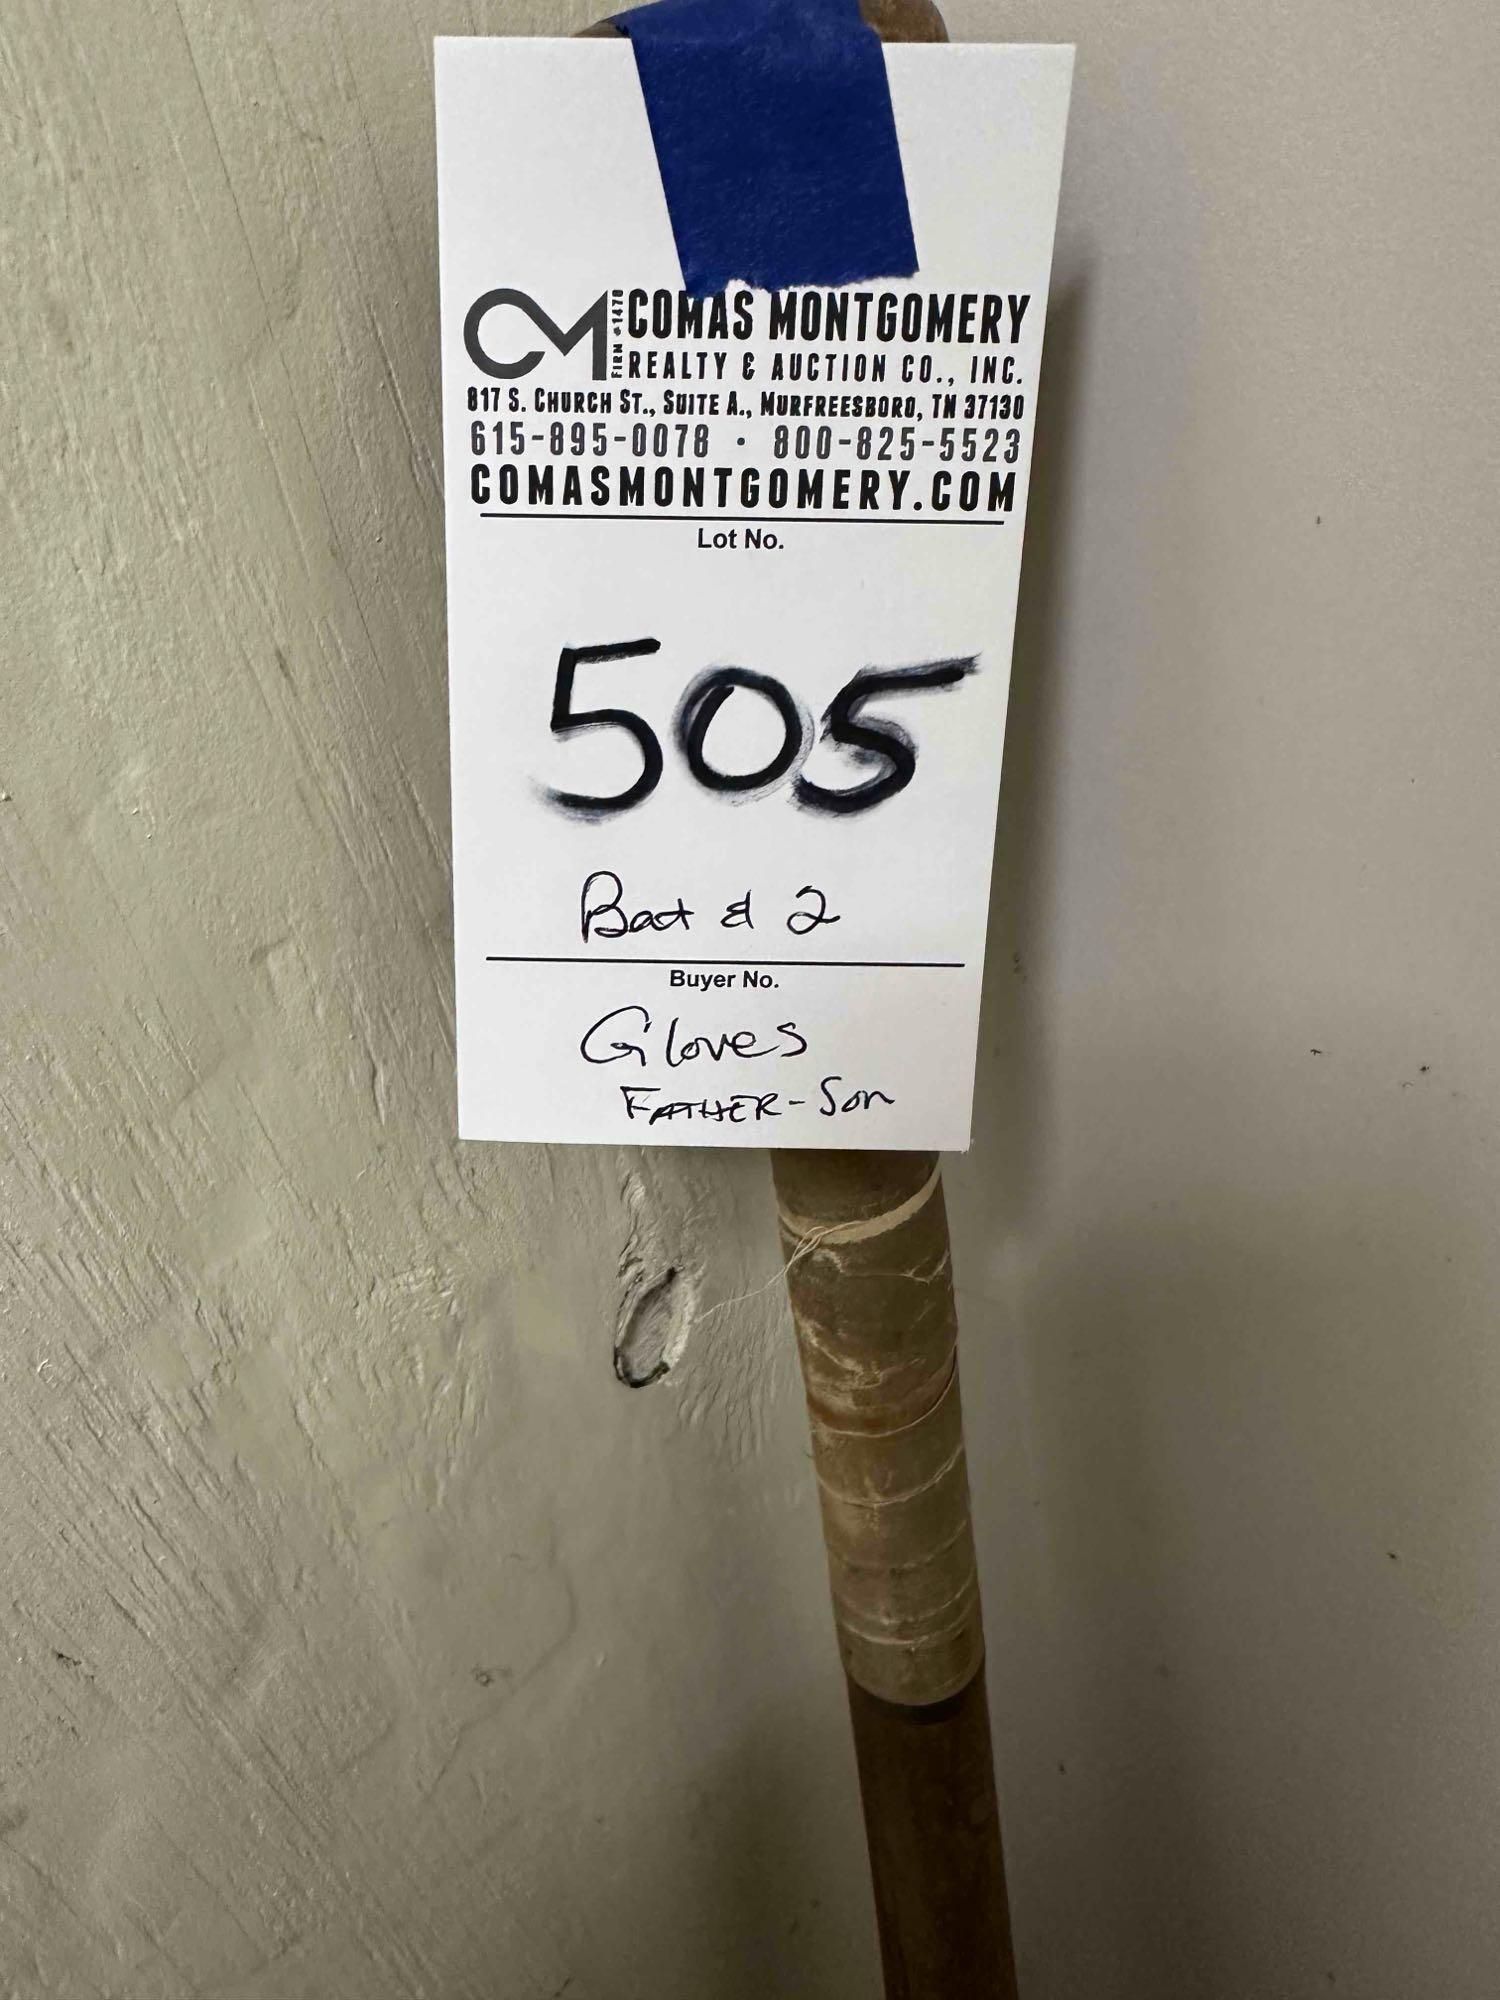 CM FIRM #1478 COMAS MONTGOMERY
REALTY & AUCTION CO., INC.
817 S. Church St., Suite A., Murfreesboro, TN 37130
615-895-0078 • 800-825-5523
COMASMONTGOMERY.COM
Lot No.
505
Bat & 2
Buyer No.
Gloves
FATHER-Son